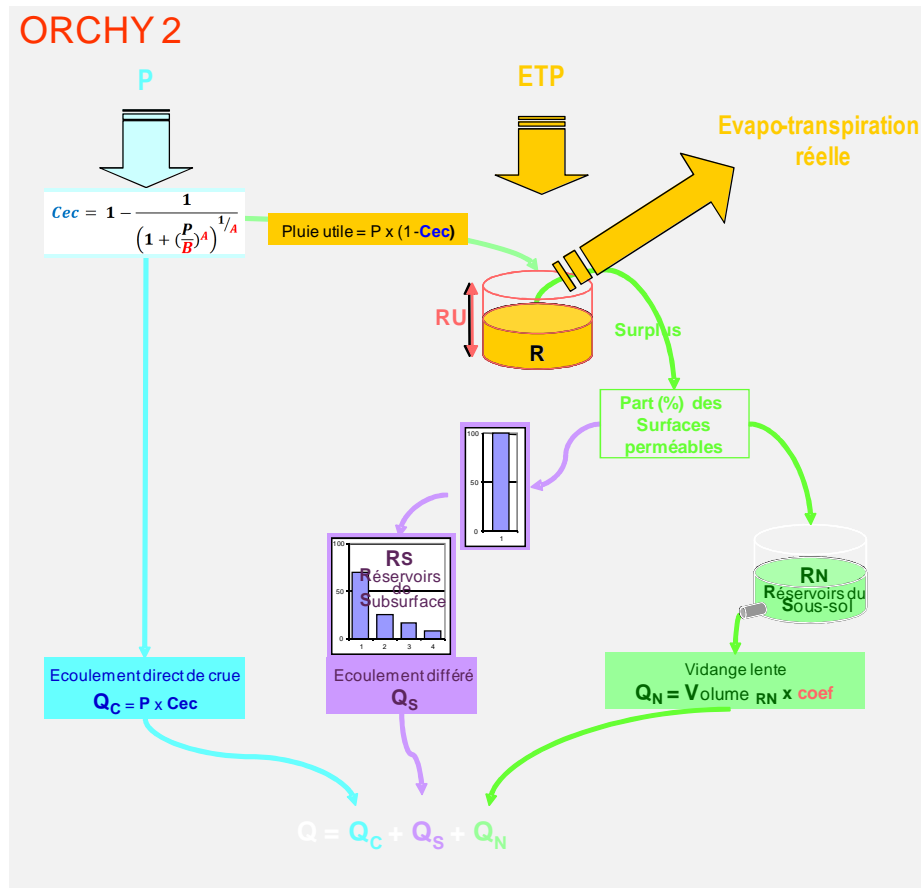 ORCHY 2
P
ETP
Evapo-transpiration
réelle
Cec = 1 - 1 / (1 + (P/B)^A)^1/A
Pluie utile = P x (1-Cec)
RU
R
Surplus
Part (%) des
Surfaces
perméables
100
50
0
1
100
50
0
1 2 3 4
RS
Réservoirs
de
Subsurface
RN
Réservoirs du
Sous-sol
Ecoulement direct de crue
QC = P x Cec
Ecoulement différé
QS
Vidange lente
QN = Volume RN x coef
Q = QC + QS + QN